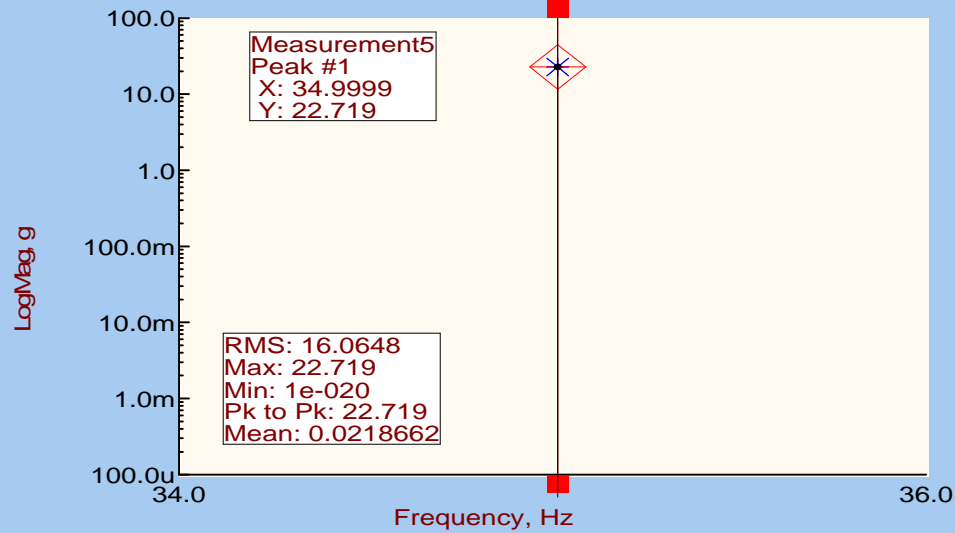 100.0
10.0
1.0
100.0m
10.0m
1.0m
100.0u
LogMag, g
Measurement5
Peak #1
X: 34.9999
Y: 22.719
RMS: 16.0648
Max: 22.719
Min: 1e-020
Pk to Pk: 22.719
Mean: 0.0218662
34.0
36.0
Frequency, Hz